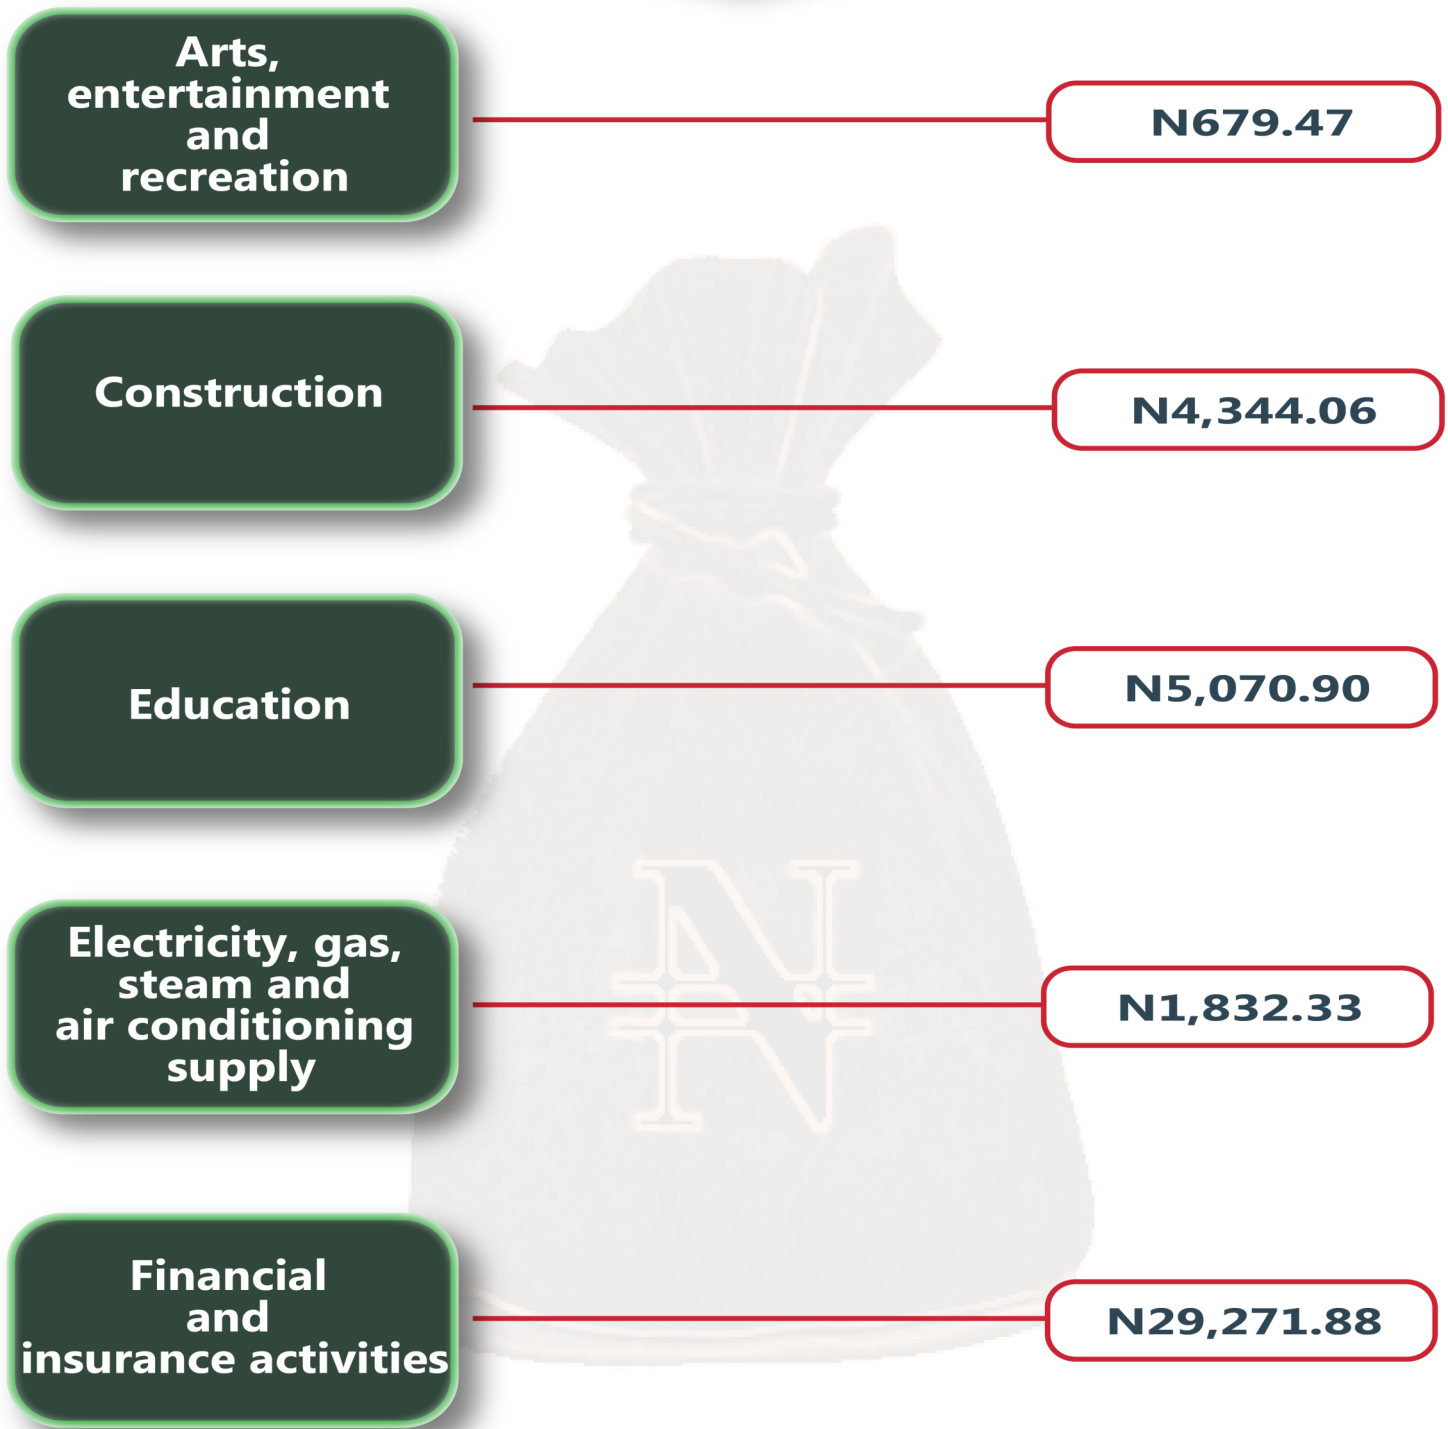 Arts,
entertainment
and
recreation
N679.47
Construction
N4,344.06
Education
N5,070.90
Electricity, gas,
steam and
air conditioning
supply
N1,832.33
Financial
and
insurance activities
N29,271.88
N